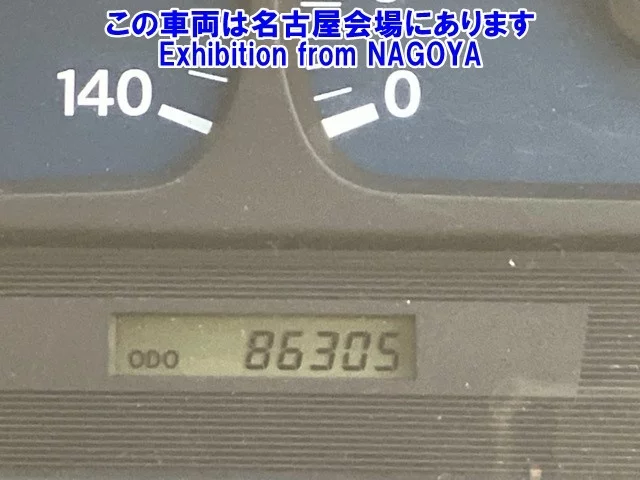 この車両は名古屋会場にあります
Exhibition from NAGOYA
140
0
ODO 86305